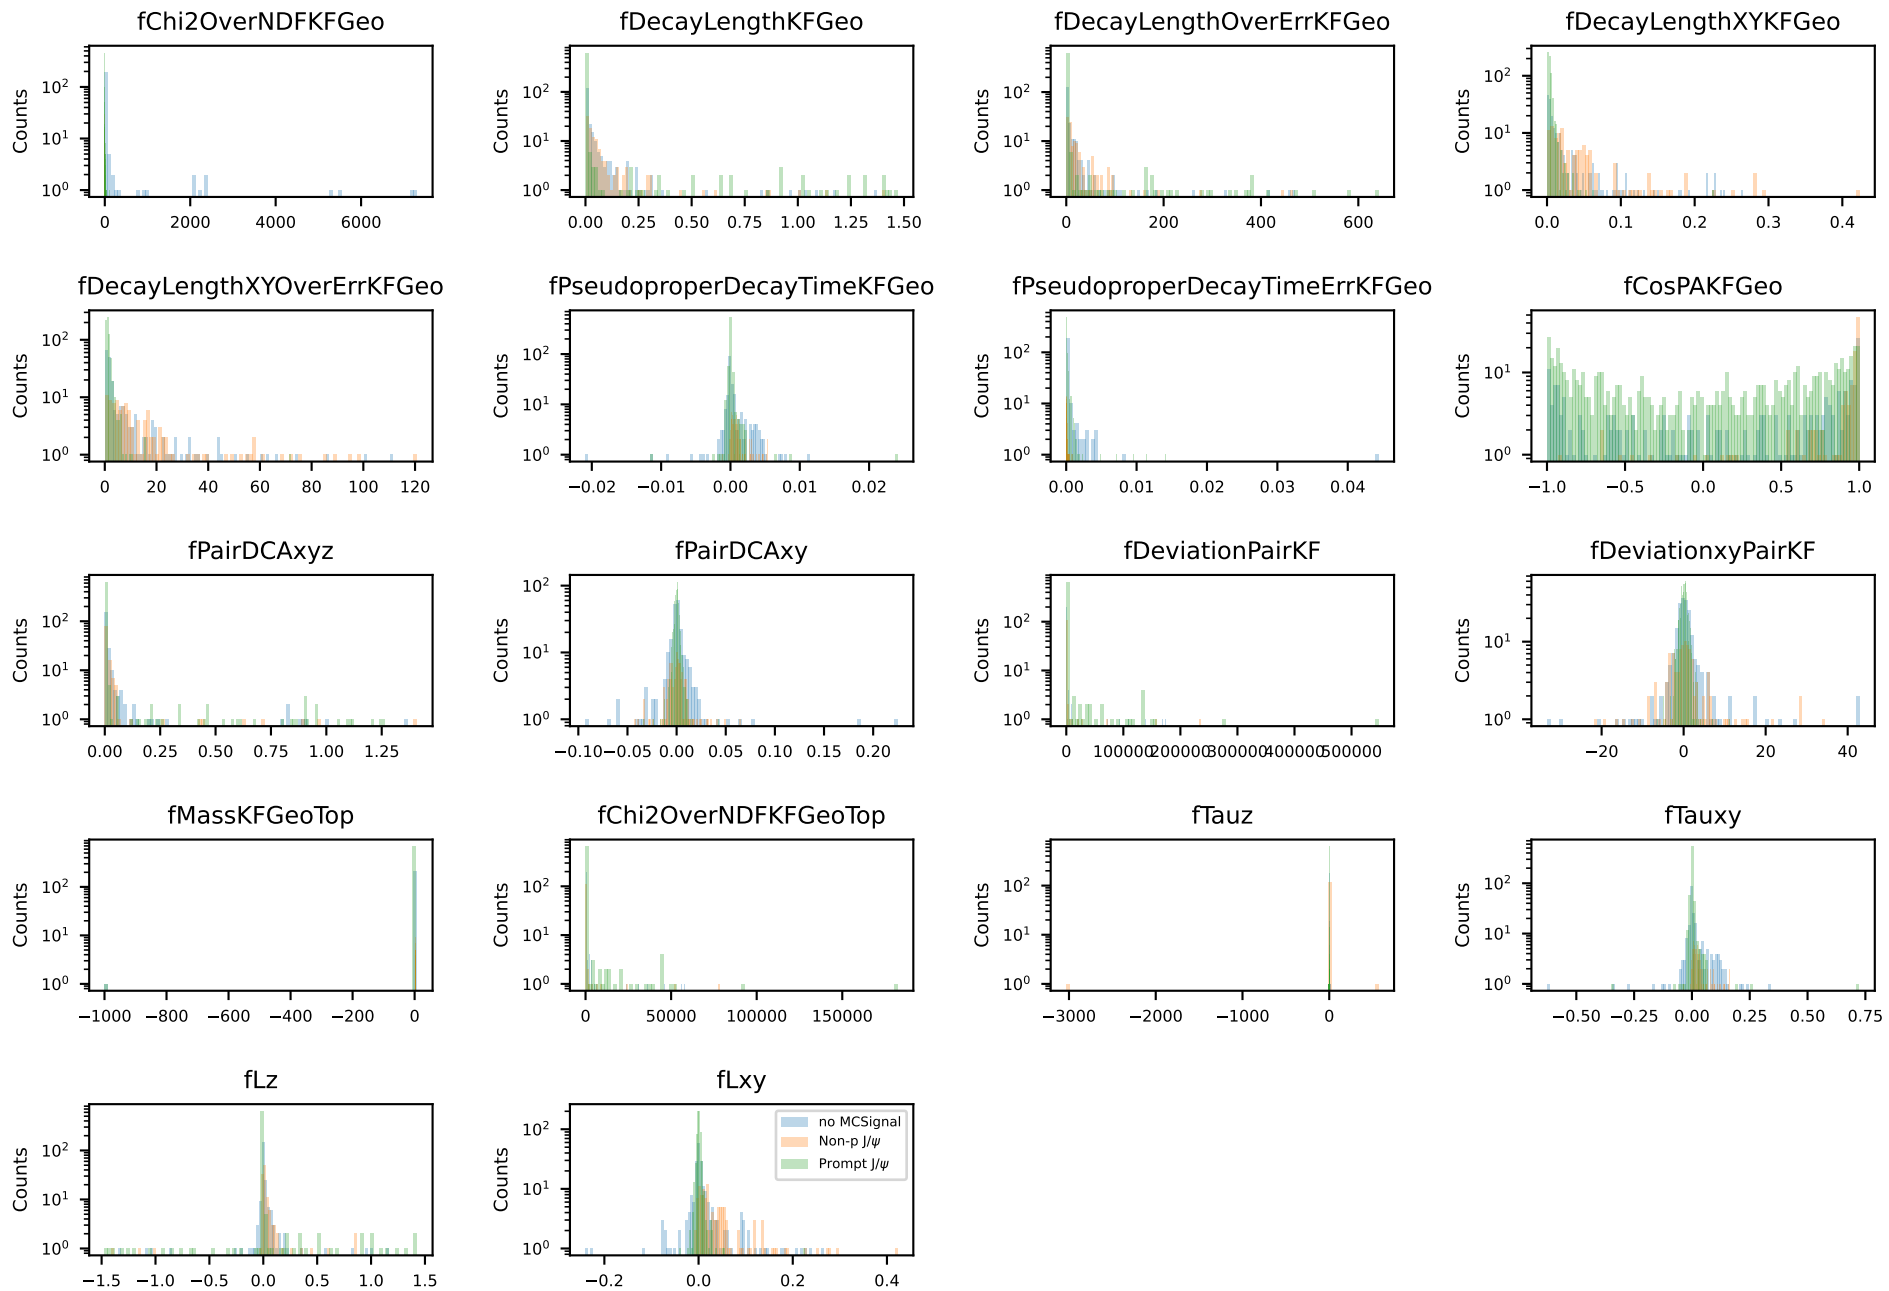 fChi2OverNDFKFGeo
fDecayLengthKFGeo
fDecayLengthOverErrKFGeo
fDecayLengthXYKFGeo
Counts
10²
10¹
10⁰
0 2000 4000 6000
Counts
10²
10¹
10⁰
0.00 0.25 0.50 0.75 1.00 1.25 1.50
Counts
10²
10¹
10⁰
0 200 400 600
Counts
10²
10¹
10⁰
0.0 0.1 0.2 0.3 0.4
fDecayLengthXYOverErrKFGeo
fPseudoproperDecayTimeKFGeo
fPseudoproperDecayTimeErrKFGeo
fCosPAKFGeo
Counts
10²
10¹
10⁰
0 20 40 60 80 100 120
Counts
10²
10¹
10⁰
−0.02 −0.01 0.00 0.01 0.02
Counts
10²
10¹
10⁰
0.00 0.01 0.02 0.03 0.04
Counts
10¹
10⁰
−1.0 −0.5 0.0 0.5 1.0
fPairDCAxyz
fPairDCAxy
fDeviationPairKF
fDeviationxyPairKF
Counts
10²
10¹
10⁰
0.00 0.25 0.50 0.75 1.00 1.25
Counts
10²
10¹
10⁰
−0.10 −0.05 0.00 0.05 0.10 0.15 0.20
Counts
10²
10¹
10⁰
0 100000 200000 300000 400000 500000
Counts
10¹
10⁰
−20 0 20 40
fMassKFGeoTop
fChi2OverNDFKFGeoTop
fTauz
fTauxy
Counts
10²
10¹
10⁰
−1000 −800 −600 −400 −200 0
Counts
10²
10¹
10⁰
0 50000 100000 150000
Counts
10²
10¹
10⁰
−3000 −2000 −1000 0
Counts
10²
10¹
10⁰
−0.50 −0.25 0.00 0.25 0.50 0.75
fLz
fLxy
Counts
10²
10¹
10⁰
−1.5 −1.0 −0.5 0.0 0.5 1.0 1.5
Counts
10²
10¹
10⁰
−0.2 0.0 0.2 0.4
no MCSignal
Non-p J/ψ
Prompt J/ψ